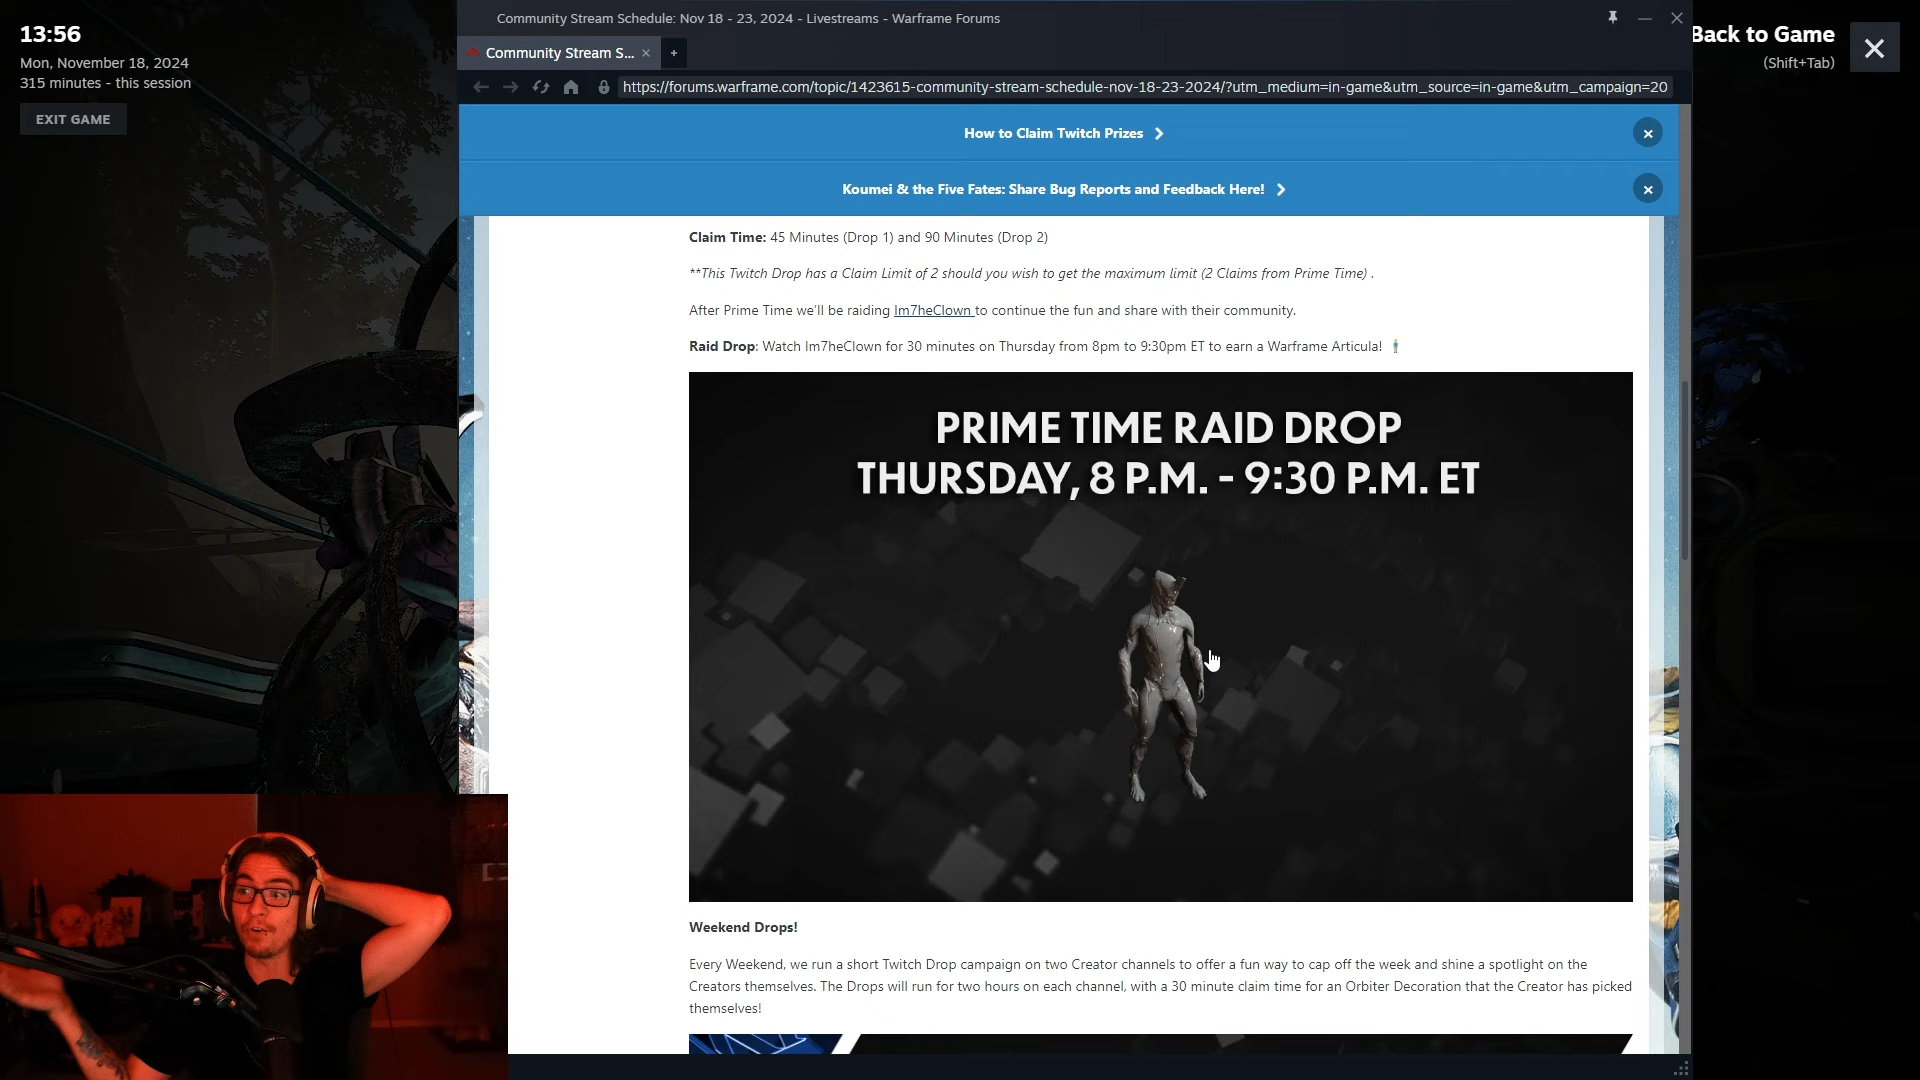 13:56
Mon, November 18, 2024
315 minutes - this session
EXIT GAME
Community Stream Schedule: Nov 18 - 23, 2024 - Livestreams - Warframe Forums
Back to Game
(Shift+Tab)
Community Stream S...
https://forums.warframe.com/topic/1423615-community-stream-schedule-nov-18-23-2024/?utm_medium=in-game&utm_source=in-game&utm_campaign=20
How to Claim Twitch Prizes
Koumei & the Five Fates: Share Bug Reports and Feedback Here!
Claim Time: 45 Minutes (Drop 1) and 90 Minutes (Drop 2)
**This Twitch Drop has a Claim Limit of 2 should you wish to get the maximum limit (2 Claims from Prime Time) .
After Prime Time we'll be raiding Im7heClown to continue the fun and share with their community.
Raid Drop: Watch Im7heClown for 30 minutes on Thursday from 8pm to 9:30pm ET to earn a Warframe Articula!
PRIME TIME RAID DROP
THURSDAY, 8 P.M. - 9:30 P.M. ET
Weekend Drops!
Every Weekend, we run a short Twitch Drop campaign on two Creator channels to offer a fun way to cap off the week and shine a spotlight on the
Creators themselves. The Drops will run for two hours on each channel, with a 30 minute claim time for an Orbiter Decoration that the Creator has picked
themselves!